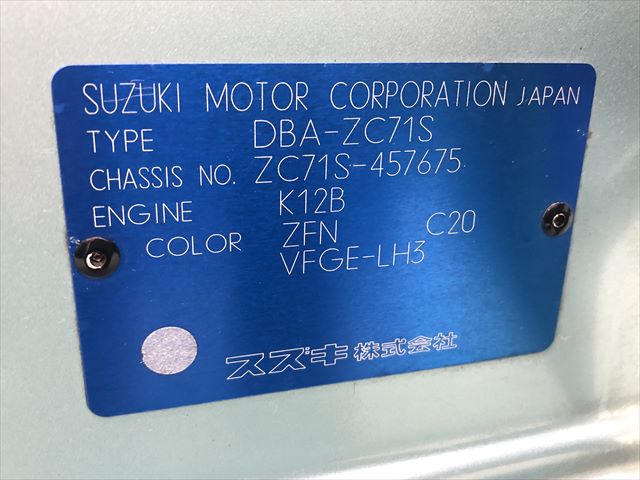 SUZUKI MOTOR CORPORATION JAPAN
TYPE DBA-ZC71S
CHASSIS NO. ZC71S-457675
ENGINE K12B
COLOR ZFN C20
VFGE-LH3
スズキ株式会社